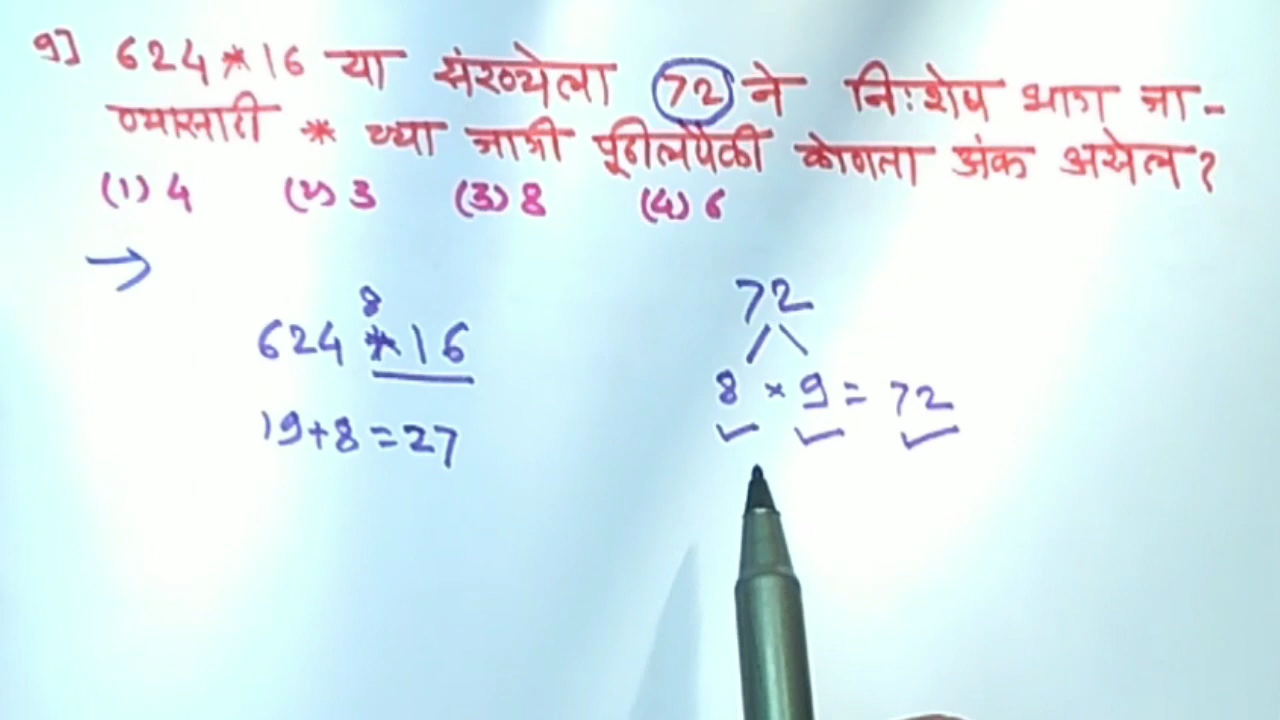 १] 624*16 या संख्येला 72 ने निःशेष भाग जा-
ण्यासाठी * च्या जागी पूढीलपैकी कोणता अंक असेल?
(1) 4 (2) 3 (3) 8 (4) 6
→
8
624 *16
19+8=27
72
8 × 9 = 72